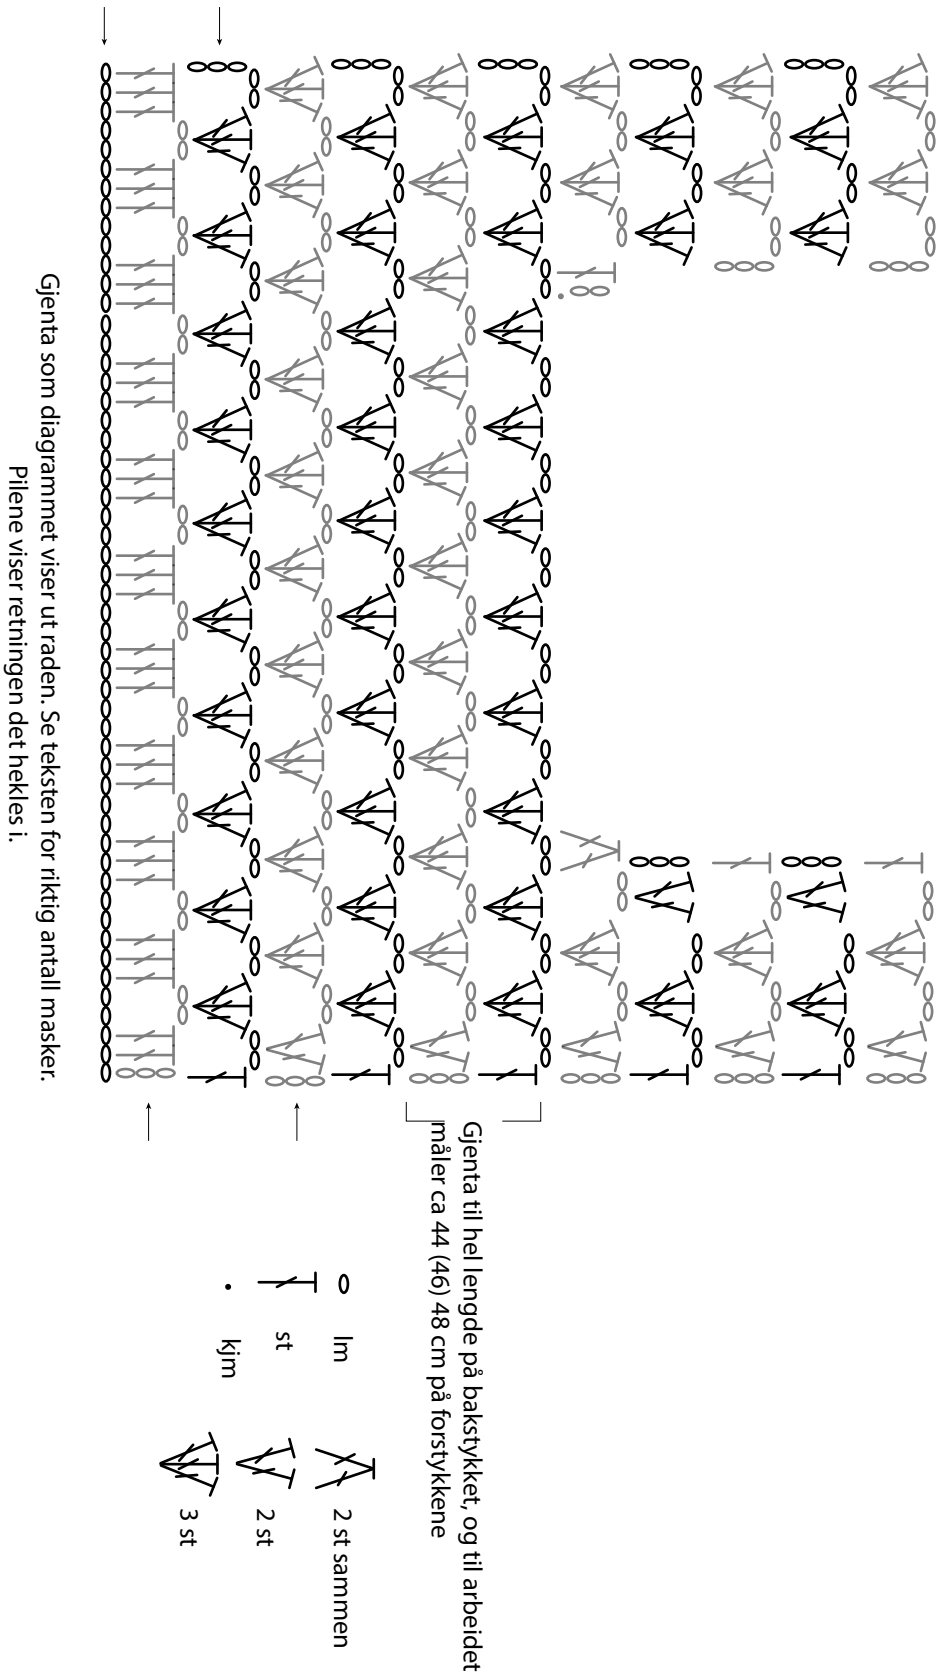 Gjenta som diagrammet viser ut raden. Se teksten for riktig antall masker.
Pilene viser retningen det hekles i.
Gjenta til hel lengde på bakstykket, og til arbeidet
måler ca 44 (46) 48 cm på forstykkene
lm
st
kjm
2 st sammen
2 st
3 st